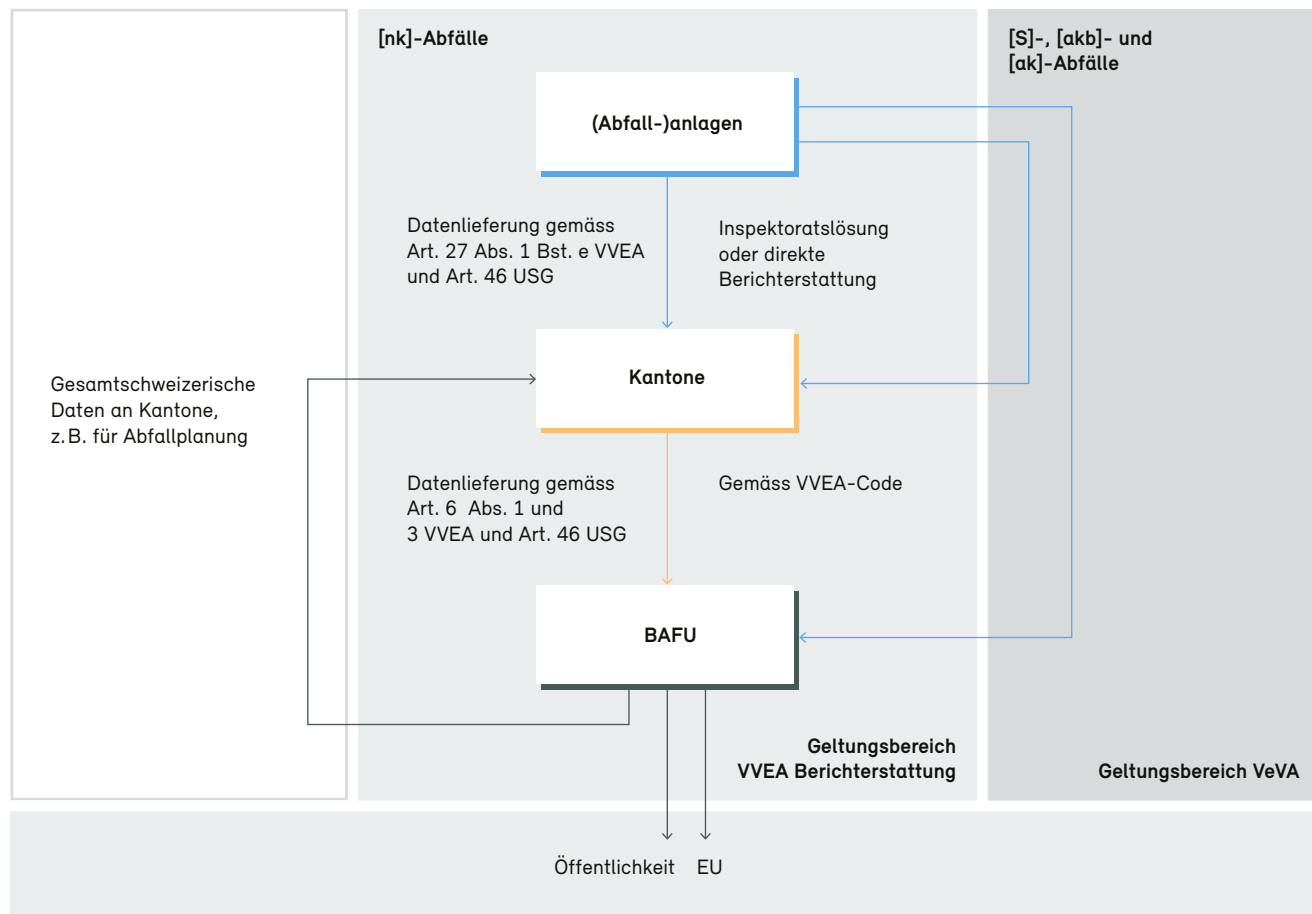 [nk]-Abfälle
[S]-, [akb]- und
[ak]-Abfälle
(Abfall-)anlagen
Datenlieferung gemäss
Art. 27 Abs. 1 Bst. e VVEA
und Art. 46 USG
Inspektoratslösung
oder direkte
Berichterstattung
Kantone
Gesamtschweizerische
Daten an Kantone,
z.B. für Abfallplanung
Datenlieferung gemäss
Art. 6 Abs. 1 und
3 VVEA und Art. 46 USG
Gemäss VVEA-Code
BAFU
Geltungsbereich
VVEA Berichterstattung
Geltungsbereich VeVA
Öffentlichkeit EU